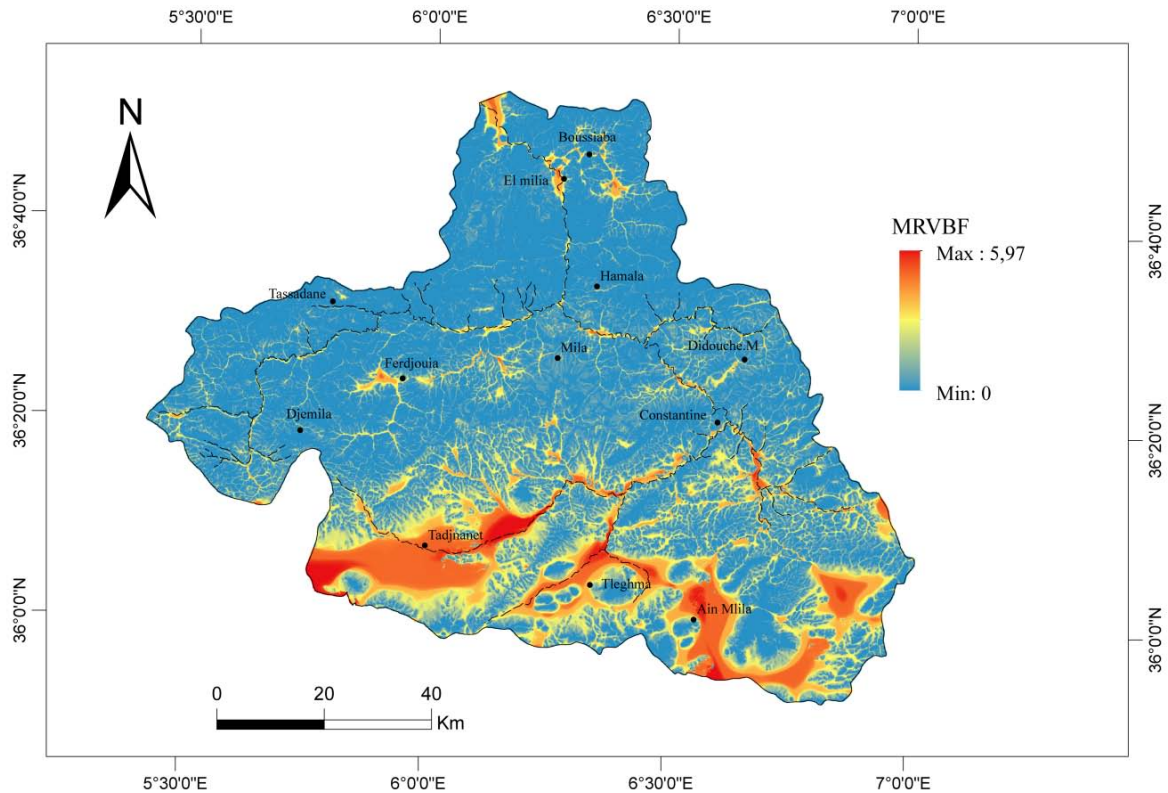 5°30'0"E
6°0'0"E
6°30'0"E
7°0'0"E
N
36°40'0"N
36°20'0"N
36°0'0"N
Boussiaba
El milia
Hamala
Tassadane
Mila
Didouche.M
Ferdjouia
Djemila
Constantine
Tadjnanet
Tleghma
Ain Mlila
MRVBF
Max : 5,97
Min: 0
36°40'0"N
36°20'0"N
36°0'0"N
0 20 40
Km
5°30'0"E
6°0'0"E
6°30'0"E
7°0'0"E